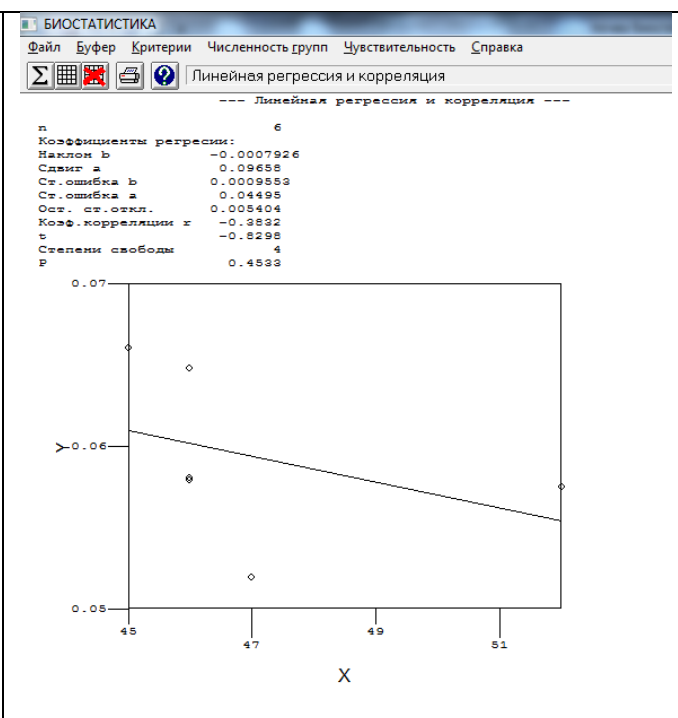 БИОСТАТИСТИКА
Файл Буфер Критерии Численность групп Чувствительность Справка
Линейная регрессия и корреляция
--- Линейная регрессия и корреляция ---
n 6
Коэффициенты регресии:
Наклон b -0.0007926
Сдвиг a 0.09658
Ст.ошибка b 0.0009553
Ст.ошибка a 0.04495
Ост. ст.откл. 0.005404
Коэф.корреляции r -0.3832
t -0.8298
Степени свободы 4
P 0.4533
0.07
Y
0.06
0.05
45
47
49
51
X